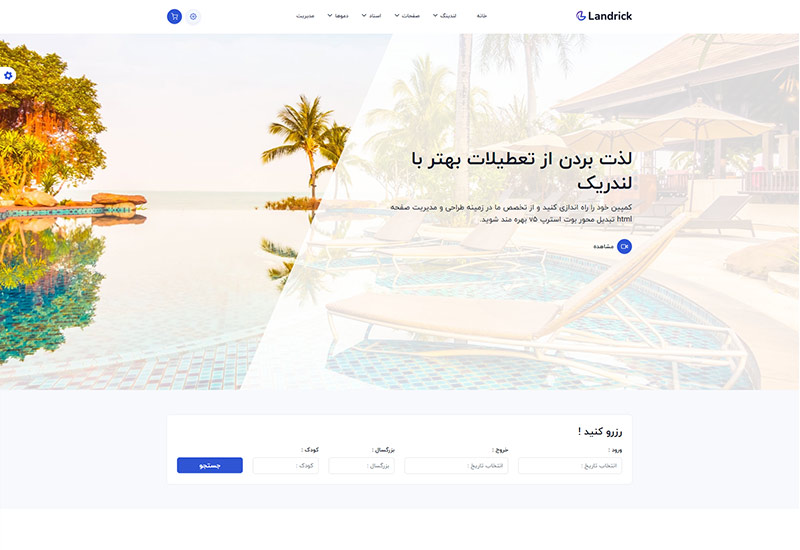 Landrick
خانه
لندینگ
صفحات
اسناد
دموها
مدیریت
لذت بردن از تعطیلات بهتر با
لندریک
کمپین خود را راه اندازی کنید و از تخصص ما در زمینه طراحی و مدیریت صفحه
html تبدیل محور بوت استرپ v5 بهره مند شوید.
مشاهده
رزرو کنید !
ورود :
خروج :
بزرگسال :
کودک :
انتخاب تاریخ :
انتخاب تاریخ :
بزرگسال :
کودک :
جستجو